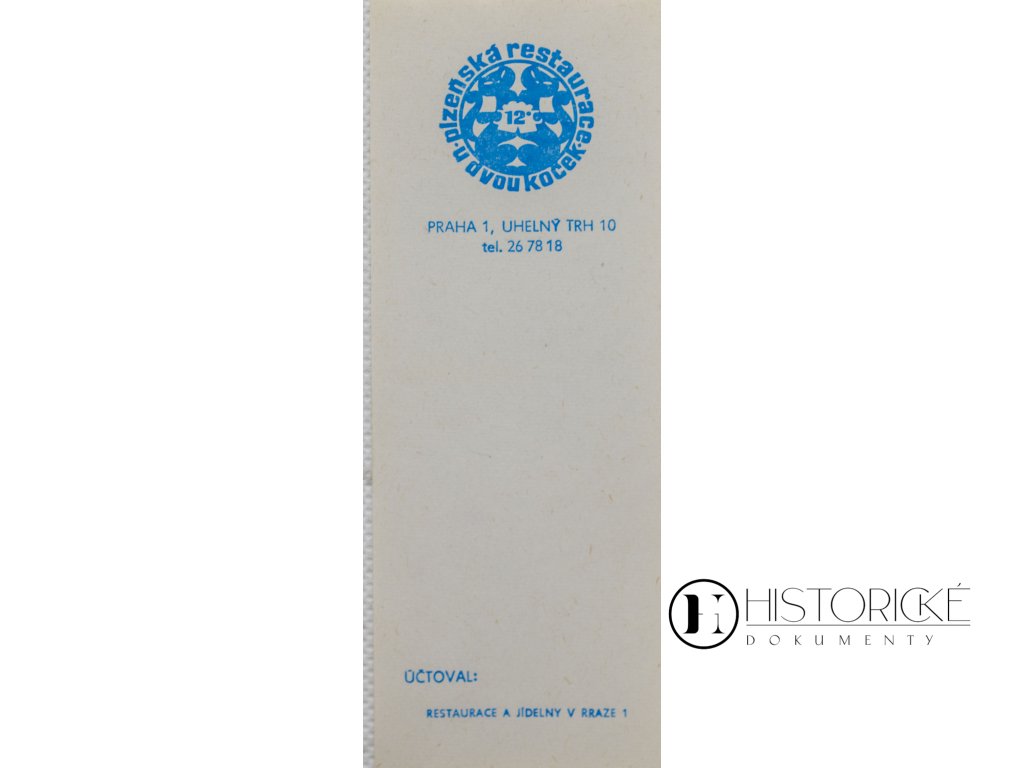 plzeňská restaurace
12°
u dvou koček
PRAHA 1, UHELNÝ TRH 10
tel. 26 78 18
ÚČTOVAL:
RESTAURACE A JÍDELNY V RRAZE 1
HISTORICKÉ
DOKUMENTY